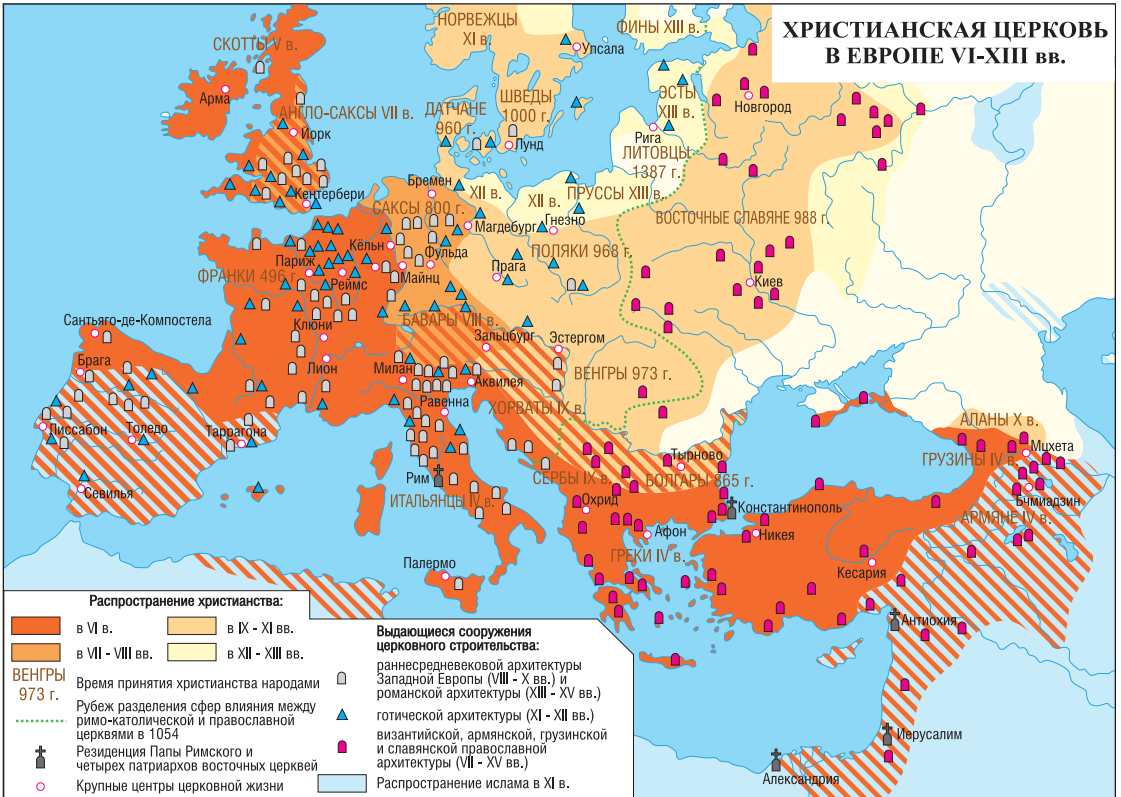 ХРИСТИАНСКАЯ ЦЕРКОВЬ
В ЕВРОПЕ VI-XIII вв.
НОРВЕЖЦЫ
XI в.
ФИНЫ XIII в.
СКОТТЫ V в.
Упсала
Арма
АНГЛО-САКСЫ VII в.
Йорк
ДАТЧАНЕ
960 г.
ШВЕДЫ
1000 г.
Лунд
ЭСТЫ
XIII в.
Рига
Новгород
ЛИТОВЦЫ
1387 г.
Кентербери
Бремен
XII в.
XII в.
ПРУССЫ XIII в.
САКСЫ 800 г.
Магдебург
Гнезно
ВОСТОЧНЫЕ СЛАВЯНЕ 988 г.
Кёльн
Фульда
ПОЛЯКИ 968 г.
Париж
Майнц
Прага
ФРАНКИ 496 г.
Реймс
Киев
БАВАРЫ VIII в.
Сантьяго-де-Компостела
Клюни
Зальцбург
Эстергом
Брага
Лион
Милан
Аквилея
ВЕНГРЫ 973 г.
Равенна
ХОРВАТЫ IX в.
Лиссабон
Толедо
Таррагона
АЛАНЫ X в.
Мцхета
ГРУЗИНЫ IV в.
Тырново
Рим
СЕРБЫ IX в.
БОЛГАРЫ 865 г.
Севилья
ИТАЛЬЯНЦЫ IV в.
Охрид
Константинополь
Бчмиадзин
АРМЯНЕ IV в.
Афон
Никея
ГРЕКИ IV в.
Палермо
Кесария
Антиохия
Иерусалим
Александрия
Распространение христианства:
в VI в.
в IX - XI вв.
в VII - VIII вв.
в XII - XIII вв.
ВЕНГРЫ
973 г.
Время принятия христианства народами
Рубеж разделения сфер влияния между
римо-католической и православной
церквями в 1054
Резиденция Папы Римского и
четырех патриархов восточных церквей
Крупные центры церковной жизни
Выдающиеся сооружения
церковного строительства:
раннесредневековой архитектуры
Западной Европы (VIII - X вв.) и
романской архитектуры (XIII - XV вв.)
готической архитектуры (XI - XII вв.)
византийской, армянской, грузинской
и славянской православной
архитектуры (VII - XV вв.)
Распространение ислама в XI в.